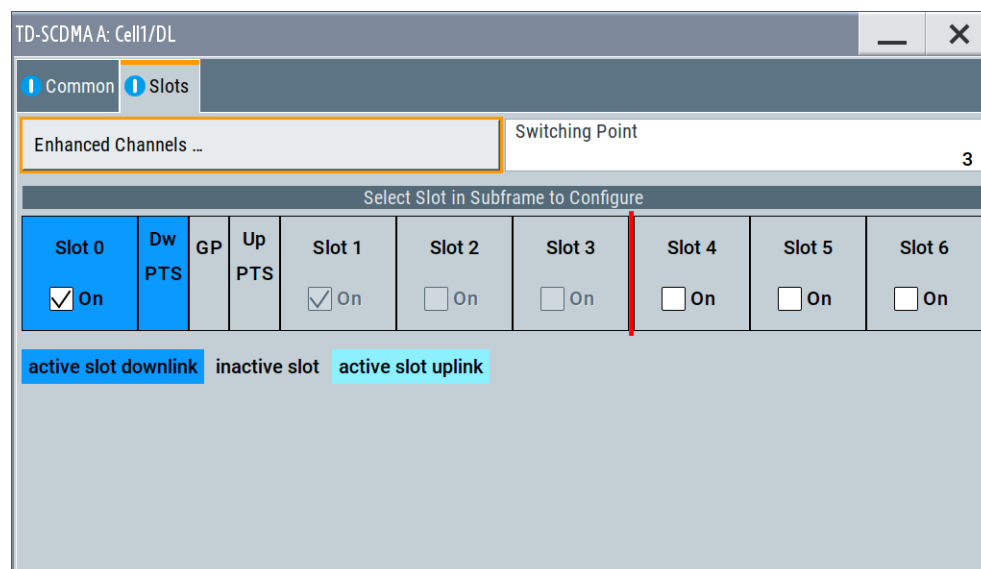 TD-SCDMA A: Cell1/DL
Common Slots
Enhanced Channels ...
Switching Point
3
Select Slot in Subframe to Configure
Slot 0
On
Dw
PTS
GP
Up
PTS
Slot 1
On
Slot 2
On
Slot 3
On
Slot 4
On
Slot 5
On
Slot 6
On
active slot downlink inactive slot active slot uplink